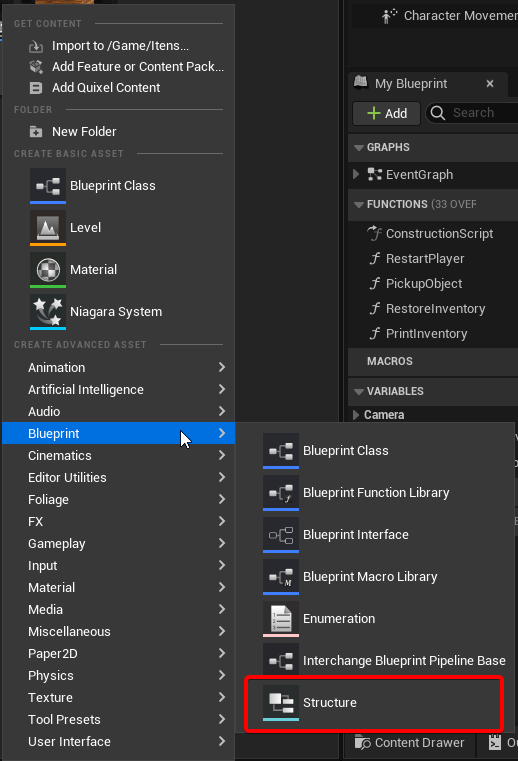 GET CONTENT
Import to /Game/Itens...
Add Feature or Content Pack...
Add Quixel Content
FOLDER
New Folder
CREATE BASIC ASSET
Blueprint Class
Level
Material
Niagara System
CREATE ADVANCED ASSET
Animation
Artificial Intelligence
Audio
Blueprint
Cinematics
Editor Utilities
Foliage
FX
Gameplay
Input
Material
Media
Miscellaneous
Paper2D
Physics
Texture
Tool Presets
User Interface
Blueprint Class
Blueprint Function Library
Blueprint Interface
Blueprint Macro Library
Enumeration
Interchange Blueprint Pipeline Base
Structure
Character Movemen
My Blueprint
Add
Search
GRAPHS
EventGraph
FUNCTIONS (33 OVER
ConstructionScript
RestartPlayer
PickupObject
RestoreInventory
PrintInventory
MACROS
VARIABLES
Camera
Content Drawer